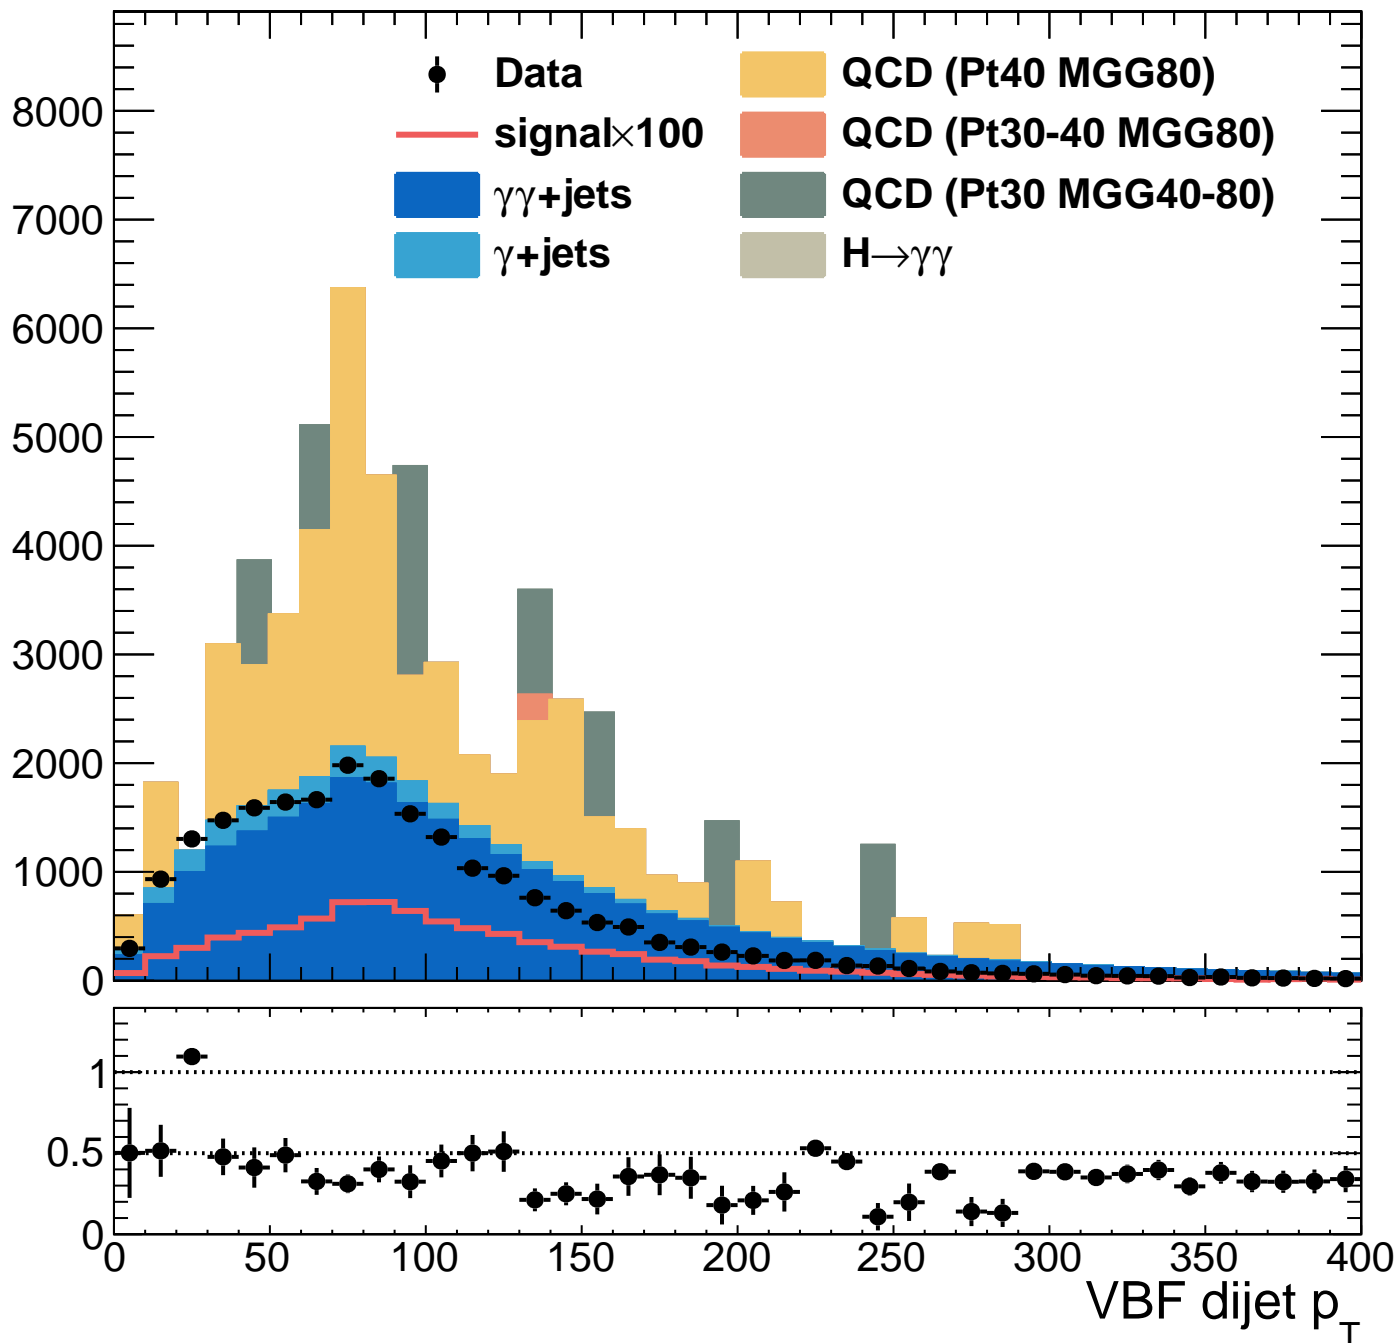 Data
signal×100
γγ+jets
γ+jets
QCD (Pt40 MGG80)
QCD (Pt30-40 MGG80)
QCD (Pt30 MGG40-80)
H→γγ
8000
7000
6000
5000
4000
3000
2000
1000
0
1
0.5
0
0 50 100 150 200 250 300 350 400
VBF dijet p_T